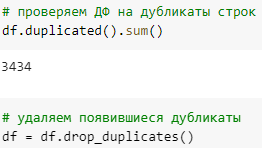 # проверяем ДФ на дубликаты строк
df.duplicated().sum()
3434
# удаляем появившиеся дубликаты
df = df.drop_duplicates()